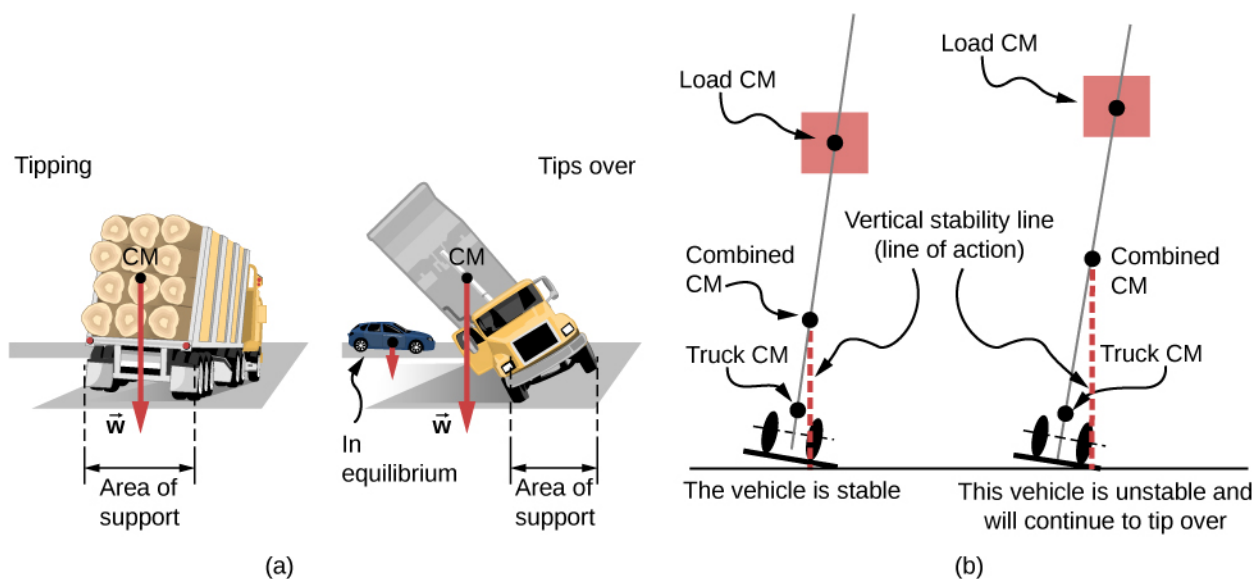 Tipping
CM
w
Area of
support
Tips over
CM
In
equilibrium
w
Area of
support
(a)
Load CM
Combined
CM
Truck CM
The vehicle is stable
Vertical stability line
(line of action)
Load CM
Combined
CM
Truck CM
This vehicle is unstable and
will continue to tip over
(b)